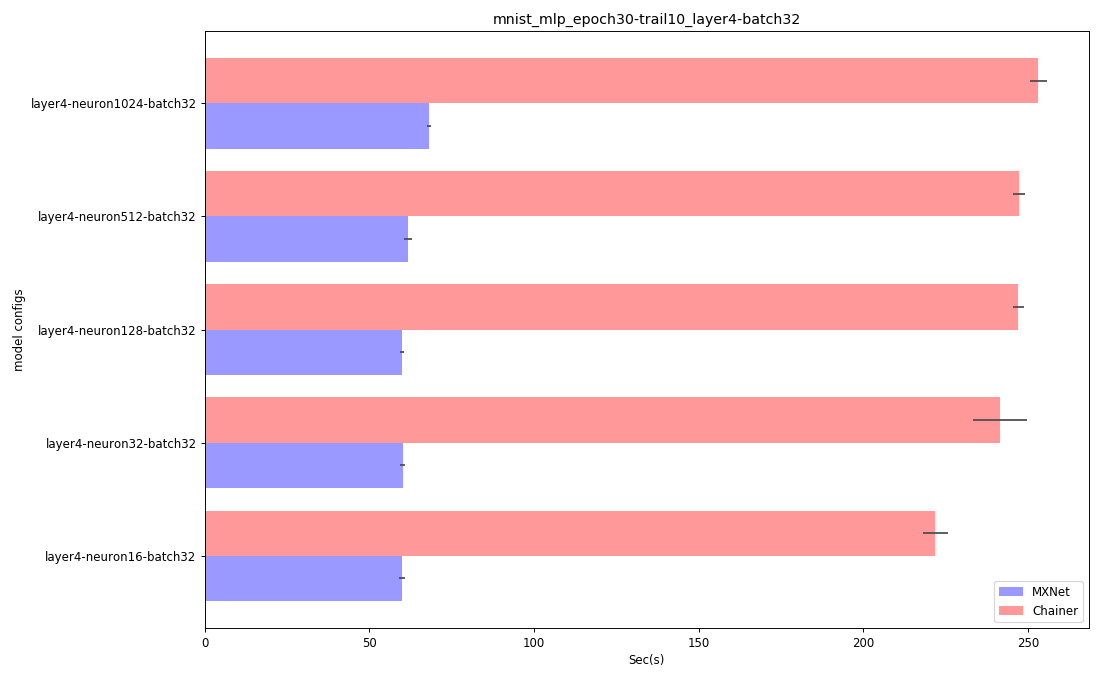 mnist_mlp_epoch30-trail10_layer4-batch32
model configs
layer4-neuron1024-batch32
layer4-neuron512-batch32
layer4-neuron128-batch32
layer4-neuron32-batch32
layer4-neuron16-batch32
MXNet
Chainer
0 50 100 150 200 250
Sec(s)